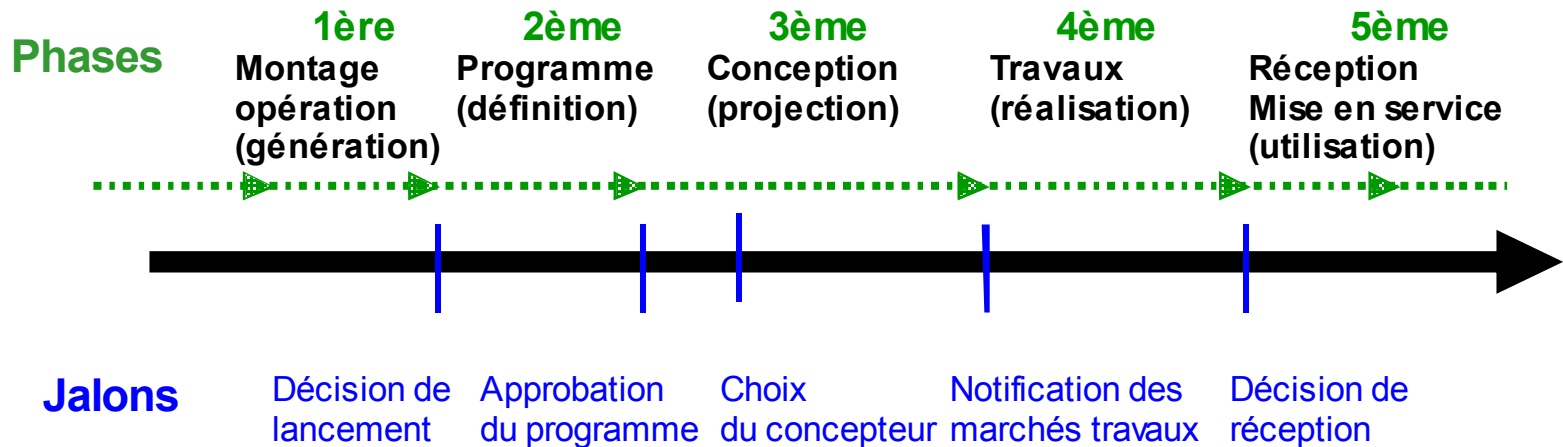 Phases
1ère
Montage
opération
(génération)
2ème
Programme
(définition)
3ème
Conception
(projection)
4ème
Travaux
(réalisation)
5ème
Réception
Mise en service
(utilisation)
Jalons
Décision de
lancement
Approbation
du programme
Choix
du concepteur
Notification des
marchés travaux
Décision de
réception